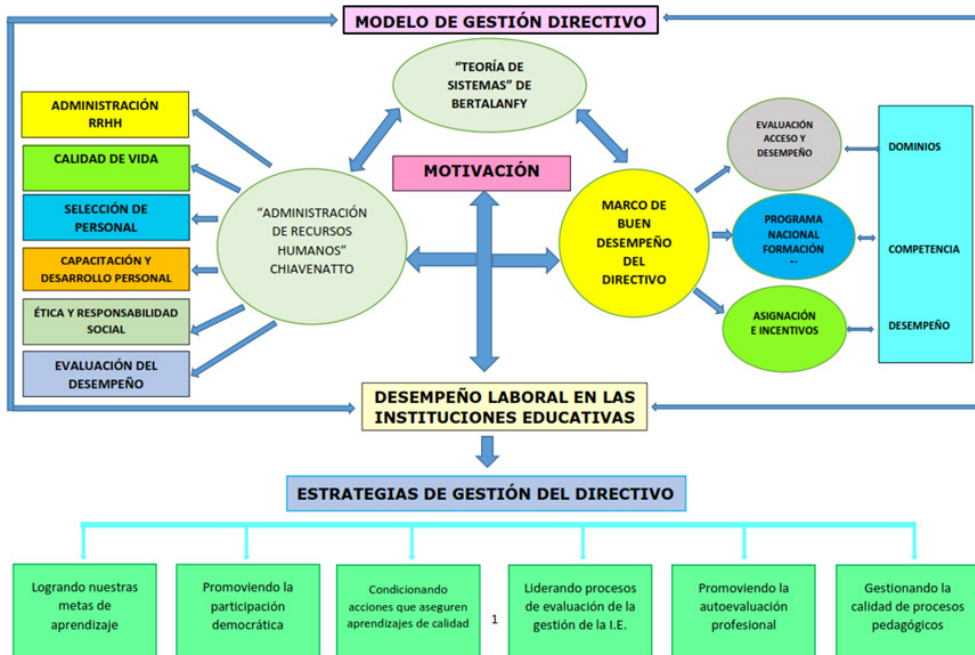 MODELO DE GESTIÓN DIRECTIVO
“TEORÍA DE
SISTEMAS” DE
BERTALANFY
ADMINISTRACIÓN
RRHH
CALIDAD DE VIDA
SELECCIÓN DE
PERSONAL
CAPACITACIÓN Y
DESARROLLO PERSONAL
ÉTICA Y RESPONSABILIDAD
SOCIAL
EVALUACIÓN DEL
DESEMPEÑO
“ADMINISTRACIÓN
DE RECURSOS
HUMANOS”
CHIAVENATTO
MOTIVACIÓN
MARCO DE
BUEN
DESEMPEÑO
DEL
DIRECTIVO
EVALUACIÓN
ACCESO Y
DESEMPEÑO
PROGRAMA
NACIONAL
FORMACIÓN
ASIGNACIÓN
E INCENTIVOS
DOMINIOS
COMPETENCIA
DESEMPEÑO
DESEMPEÑO LABORAL EN LAS
INSTITUCIONES EDUCATIVAS
ESTRATEGIAS DE GESTIÓN DEL DIRECTIVO
Logrando nuestras
metas de
aprendizaje
Promoviendo la
participación
democrática
Condicionando
acciones que aseguren
aprendizajes de calidad
1
Liderando procesos
de evaluación de la
gestión de la I.E.
Promoviendo la
autoevaluación
profesional
Gestionando la
calidad de procesos
pedagógicos